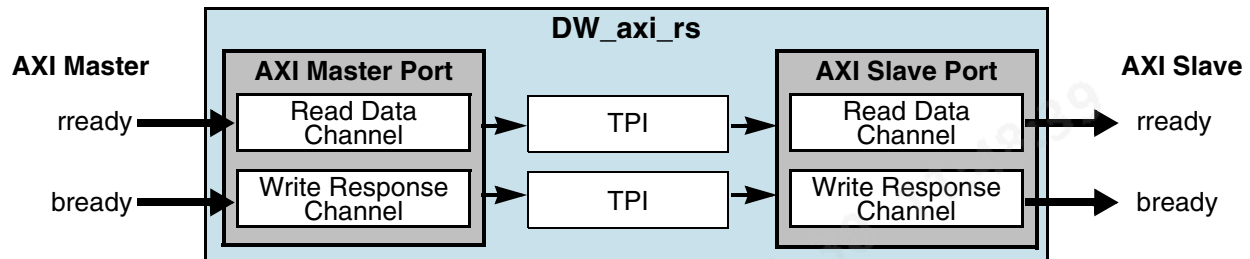 DW_axi_rs
AXI Master
AXI Master Port
AXI Slave Port
AXI Slave
rready
Read Data
Channel
TPI
Read Data
Channel
rready
bready
Write Response
Channel
TPI
Write Response
Channel
bready